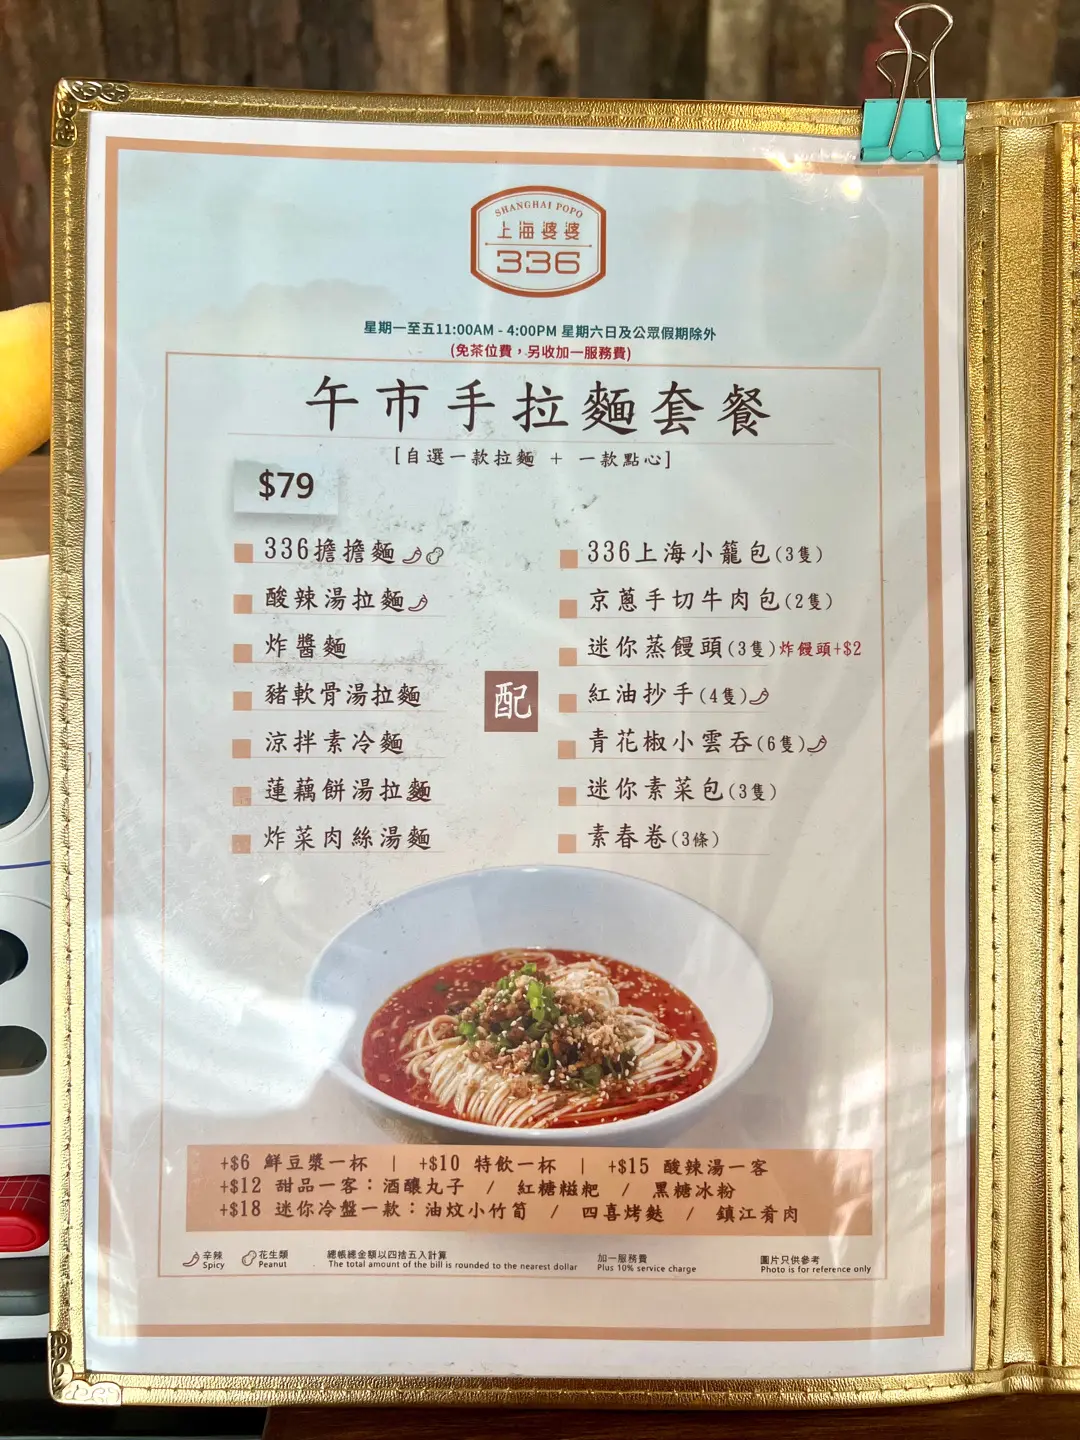 SHANGHAI POPO
上海婆婆
336
星期一至五11:00AM - 4:00PM 星期六日及公眾假期除外
(免茶位費，另收加一服務費)
午市手拉麵套餐
[自選一款拉麵 + 一款點心]
$79
336擔擔麵
酸辣湯拉麵
炸醬麵
豬軟骨湯拉麵
涼拌素冷麵
蓮藕餅湯拉麵
炸菜肉絲湯麵
配
336上海小籠包(3隻)
京蔥手切牛肉包(2隻)
迷你蒸饅頭(3隻)炸饅頭+$2
紅油抄手(4隻)
青花椒小雲吞(6隻)
迷你素菜包(3隻)
素春卷(3條)
+$6 鮮豆漿一杯 | +$10 特飲一杯 | +$15 酸辣湯一客
+$12 甜品一客：酒釀丸子 / 紅糖糍粑 / 黑糖冰粉
+$18 迷你冷盤一款：油炆小竹筍 / 四喜烤麩 / 鎮江肴肉
辛辣 花生類 總帳總金額以四捨五入計算 加一服務費 圖片只供參考
Spicy Peanut The total amount of the bill is rounded to the nearest dollar Plus 10% service charge Photo is for reference only